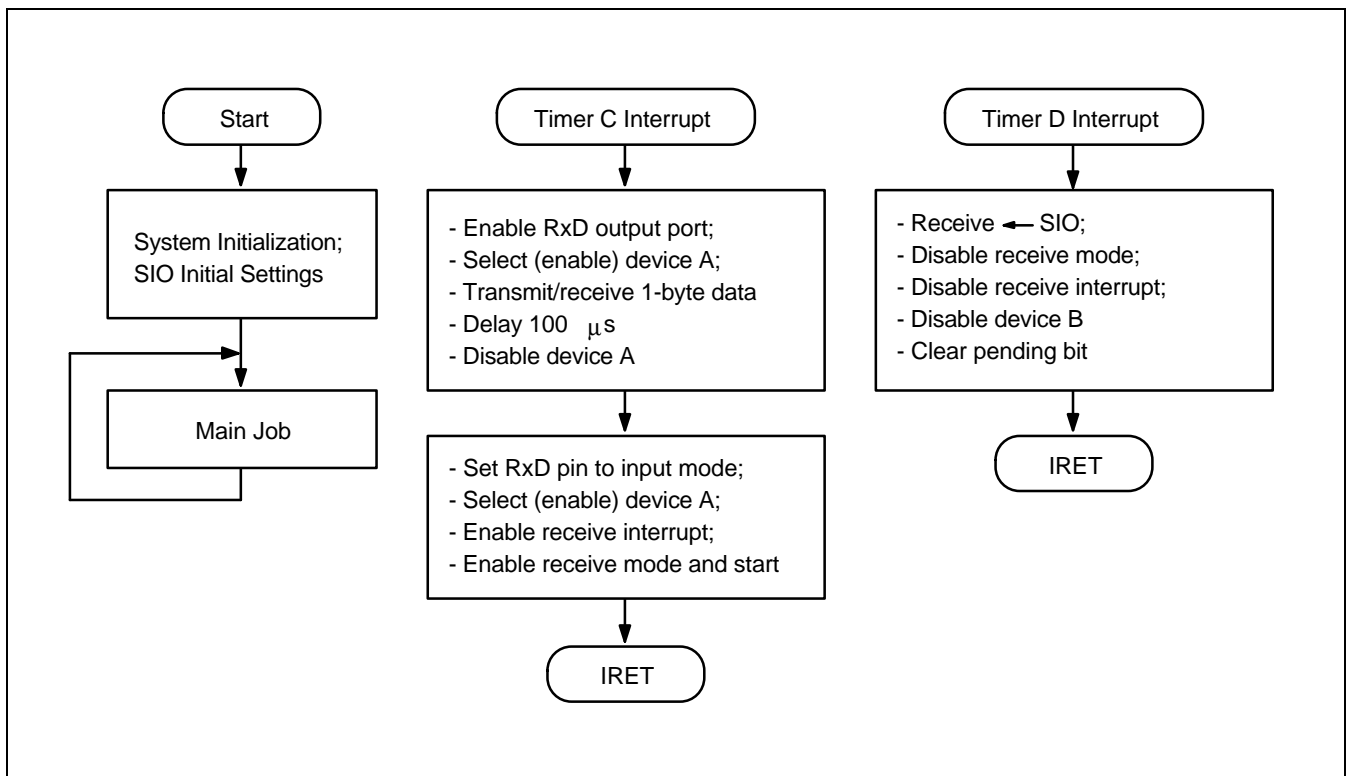 Start
System Initialization;
SIO Initial Settings
Main Job
Timer C Interrupt
- Enable RxD output port;
- Select (enable) device A;
- Transmit/receive 1-byte data
- Delay 100 μs
- Disable device A
- Set RxD pin to input mode;
- Select (enable) device A;
- Enable receive interrupt;
- Enable receive mode and start
IRET
Timer D Interrupt
- Receive ← SIO;
- Disable receive mode;
- Disable receive interrupt;
- Disable device B
- Clear pending bit
IRET